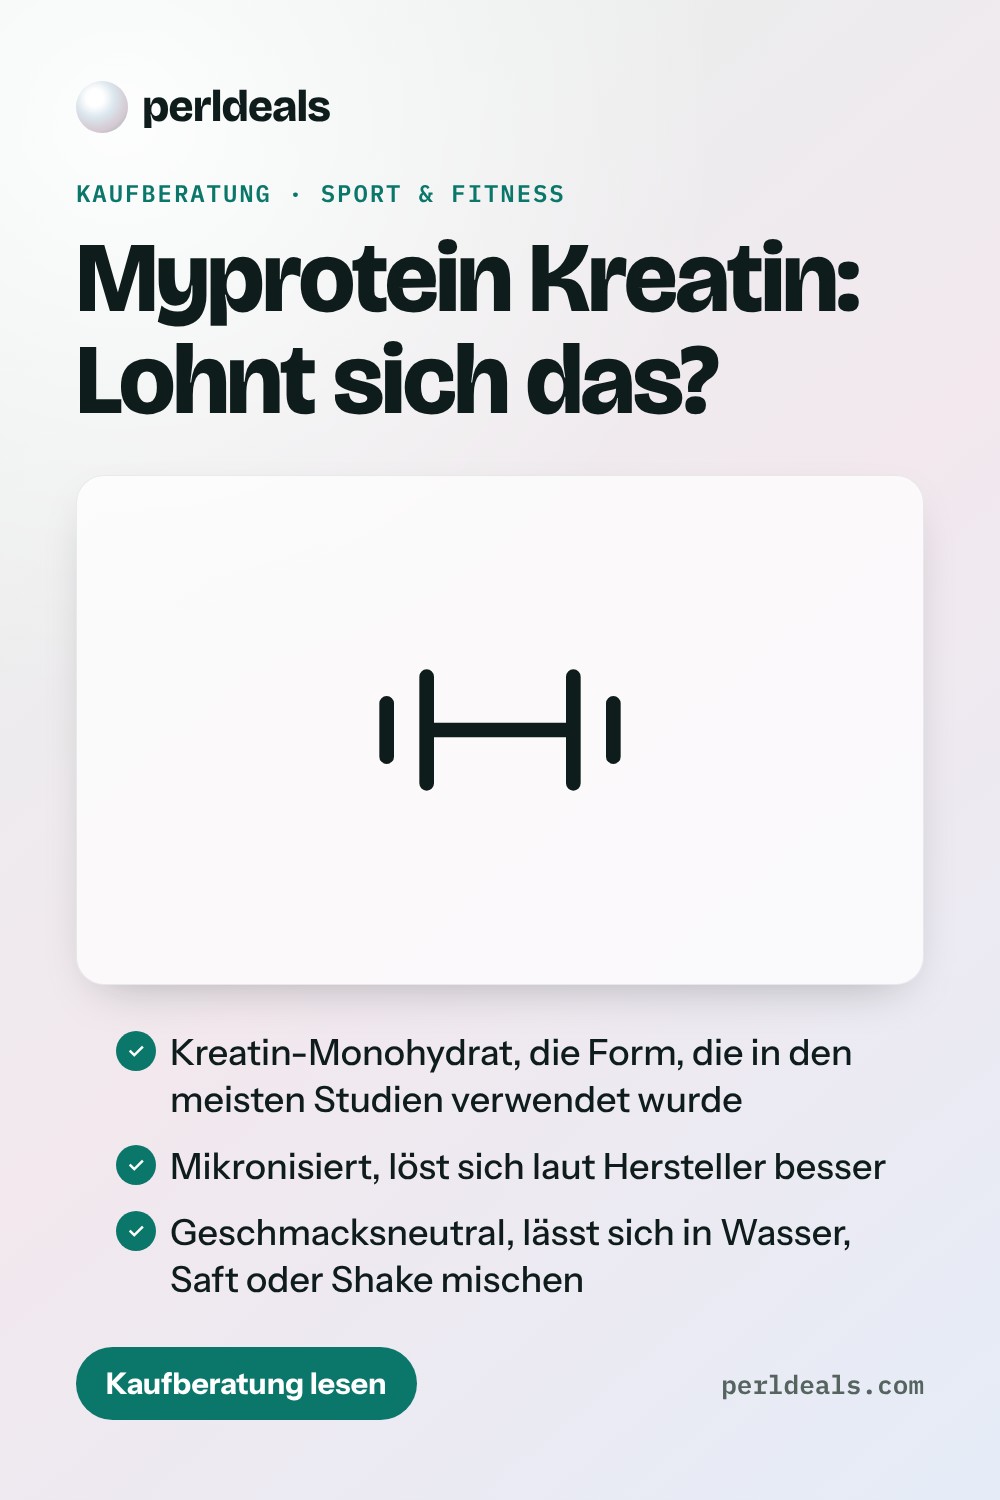 perldeals
KAUFBERATUNG · SPORT & FITNESS
Myprotein Kreatin:
Lohnt sich das?
Kreatin-Monohydrat, die Form, die in den
meisten Studien verwendet wurde
Mikronisiert, löst sich laut Hersteller besser
Geschmacksneutral, lässt sich in Wasser,
Saft oder Shake mischen
Kaufberatung lesen
perldeals.com